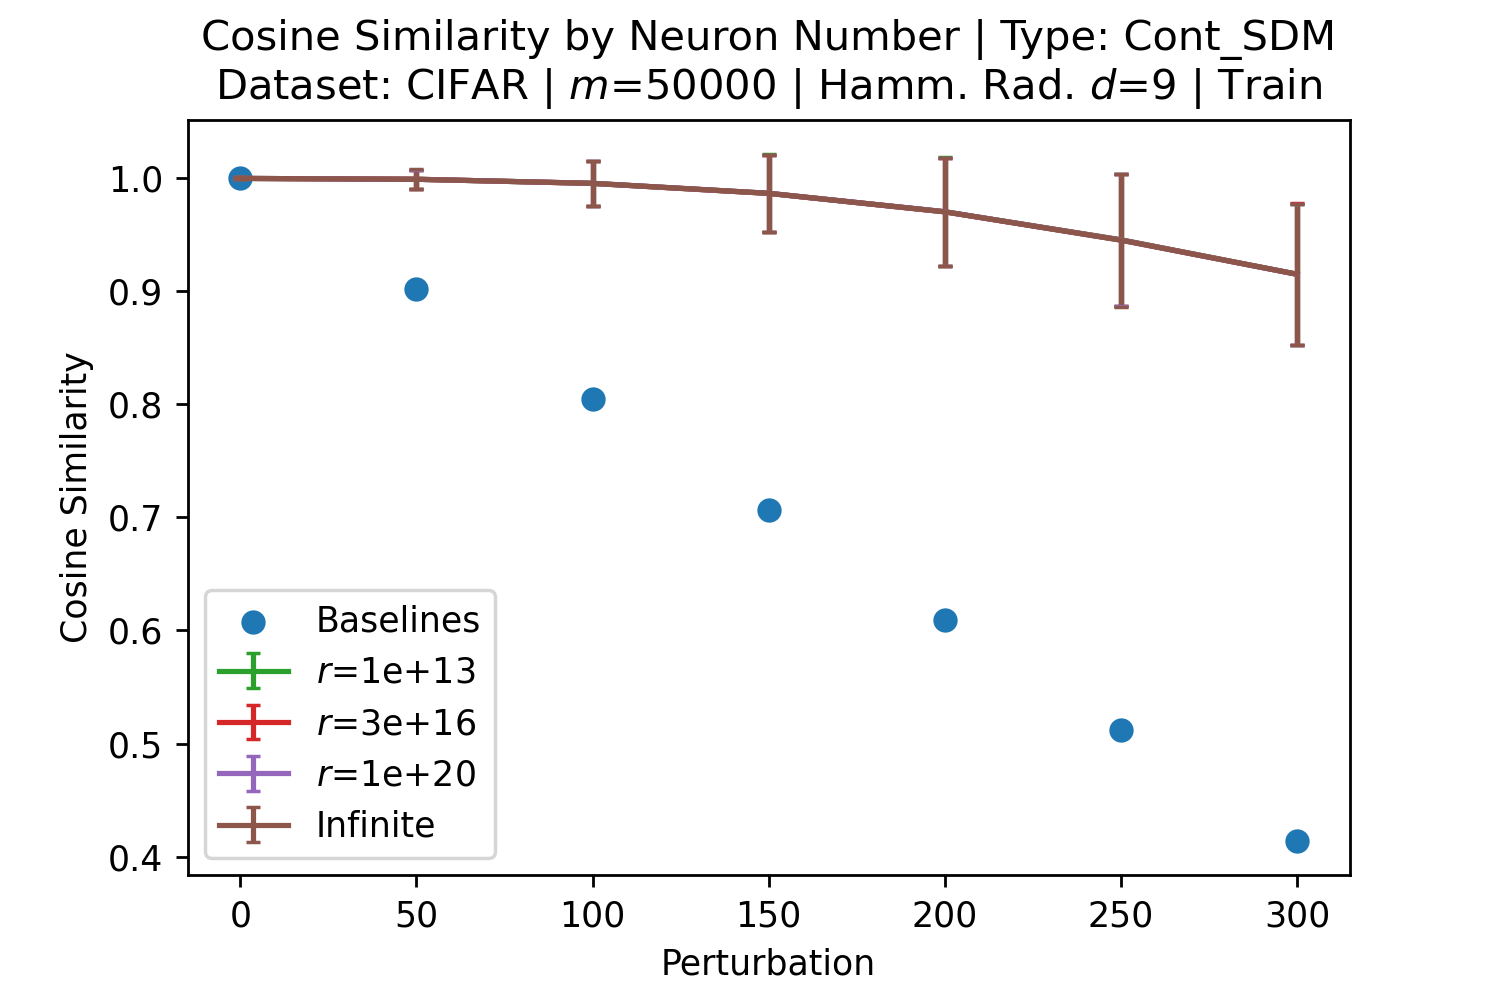 Cosine Similarity by Neuron Number | Type: Cont_SDM
Dataset: CIFAR | m=50000 | Hamm. Rad. d=9 | Train
Cosine Similarity
1.0
0.9
0.8
0.7
0.6
0.5
0.4
Baselines
r=1e+13
r=3e+16
r=1e+20
Infinite
0 50 100 150 200 250 300
Perturbation